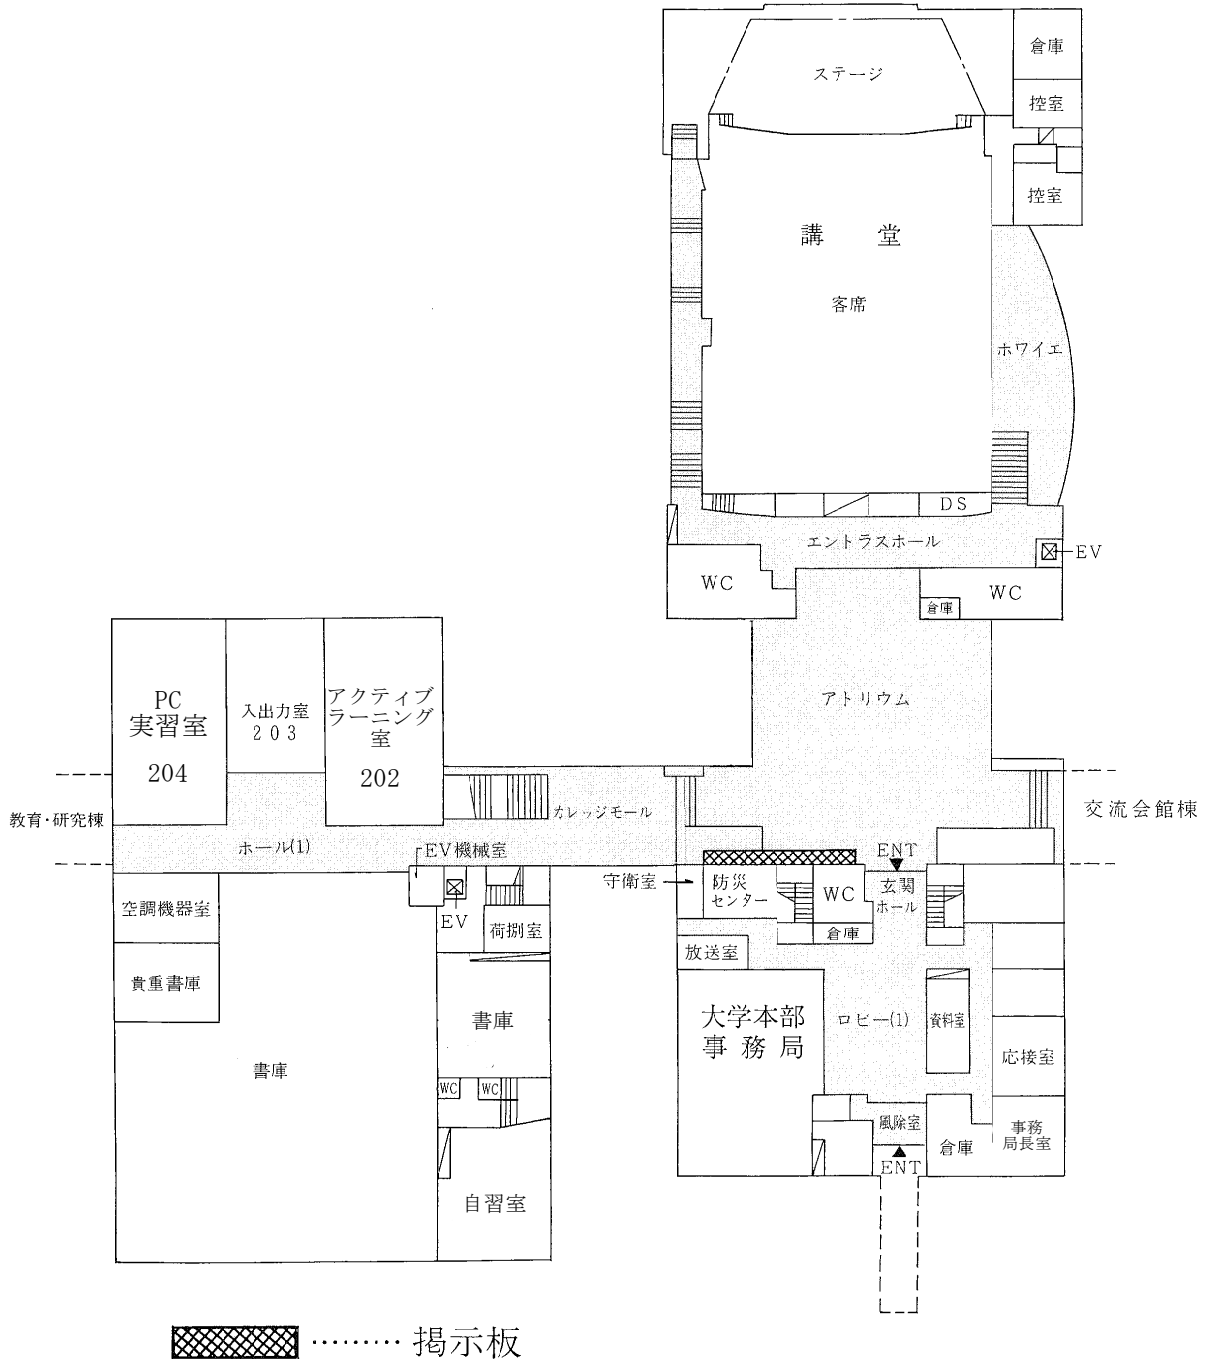 ステージ
倉庫
控室
控室
講　堂
客席
ホワイエ
DS
エントラスホール
EV
WC
WC
倉庫
アトリウム
PC
実習室
204
入出力室
203
アクティブ
ラーニング
室
202
カレッジモール
教育・研究棟
ホール(1)
交流会館棟
EV機械室
EV
空調機器室
貴重書庫
荷捌室
書庫
書庫
WC
WC
自習室
守衛室
防災
センター
WC
倉庫
ENT
玄関
ホール
放送室
大学本部
事務局
ロビー(1)
資料室
応接室
風除室
倉庫
事務
局長室
ENT
掲示板